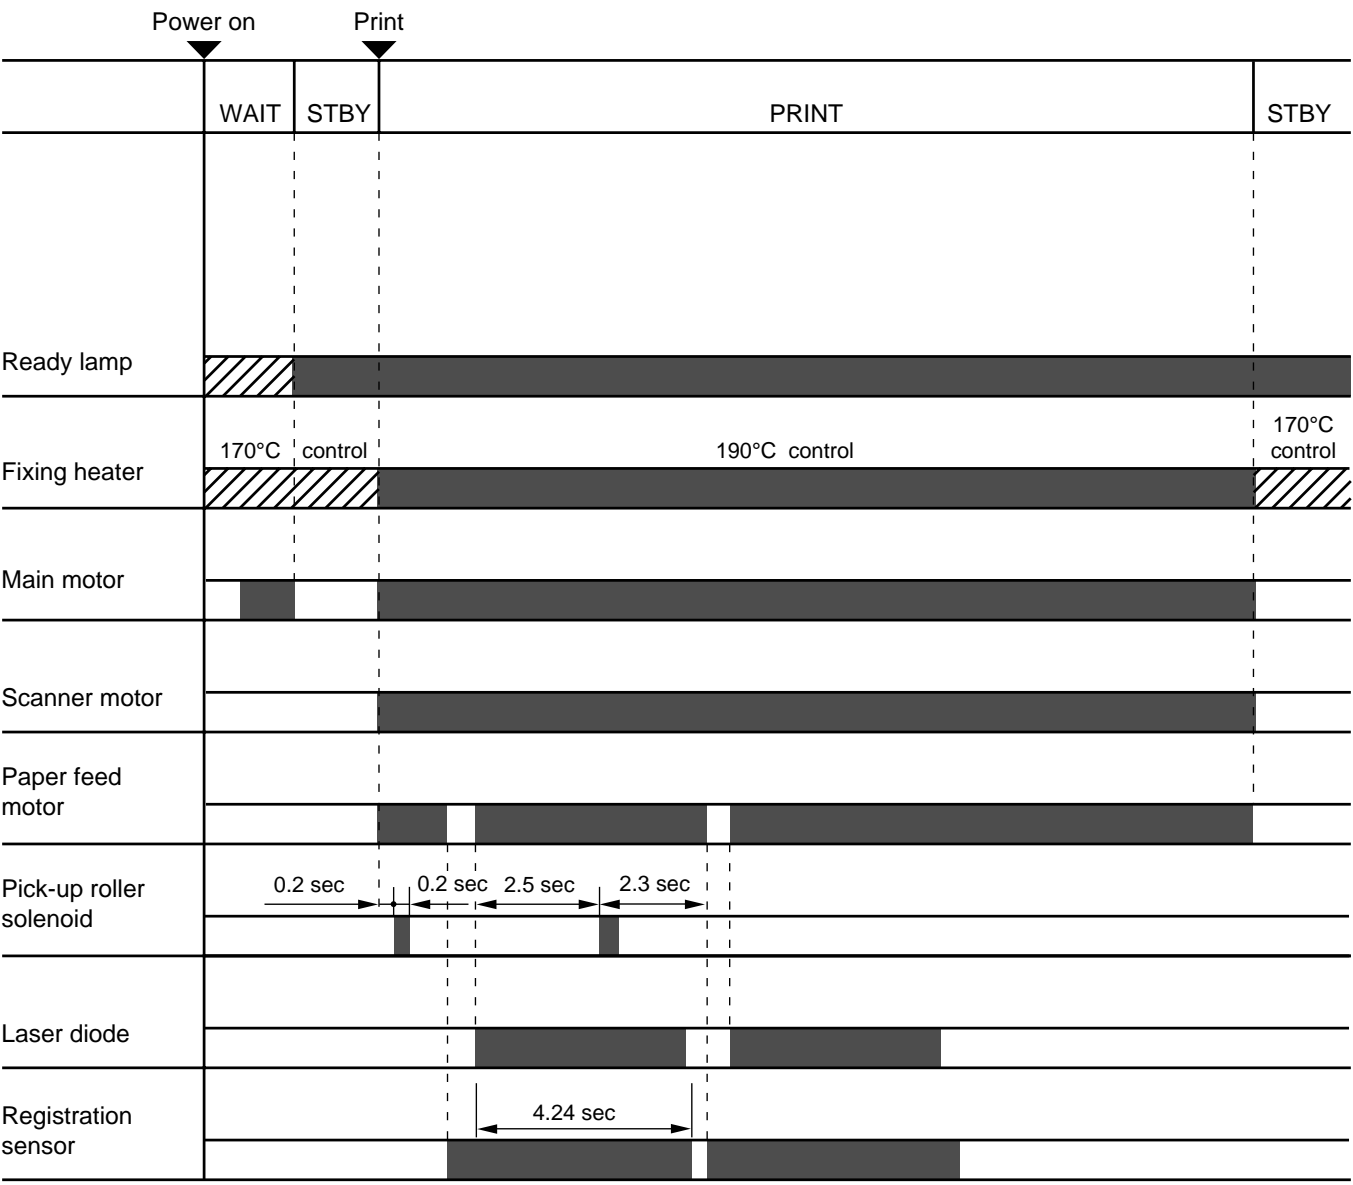 Power on
Print
WAIT
STBY
PRINT
STBY
Ready lamp
170°C control
190°C control
170°C
control
Fixing heater
Main motor
Scanner motor
Paper feed
motor
Pick-up roller
solenoid
0.2 sec
0.2 sec
2.5 sec
2.3 sec
Laser diode
Registration
sensor
4.24 sec